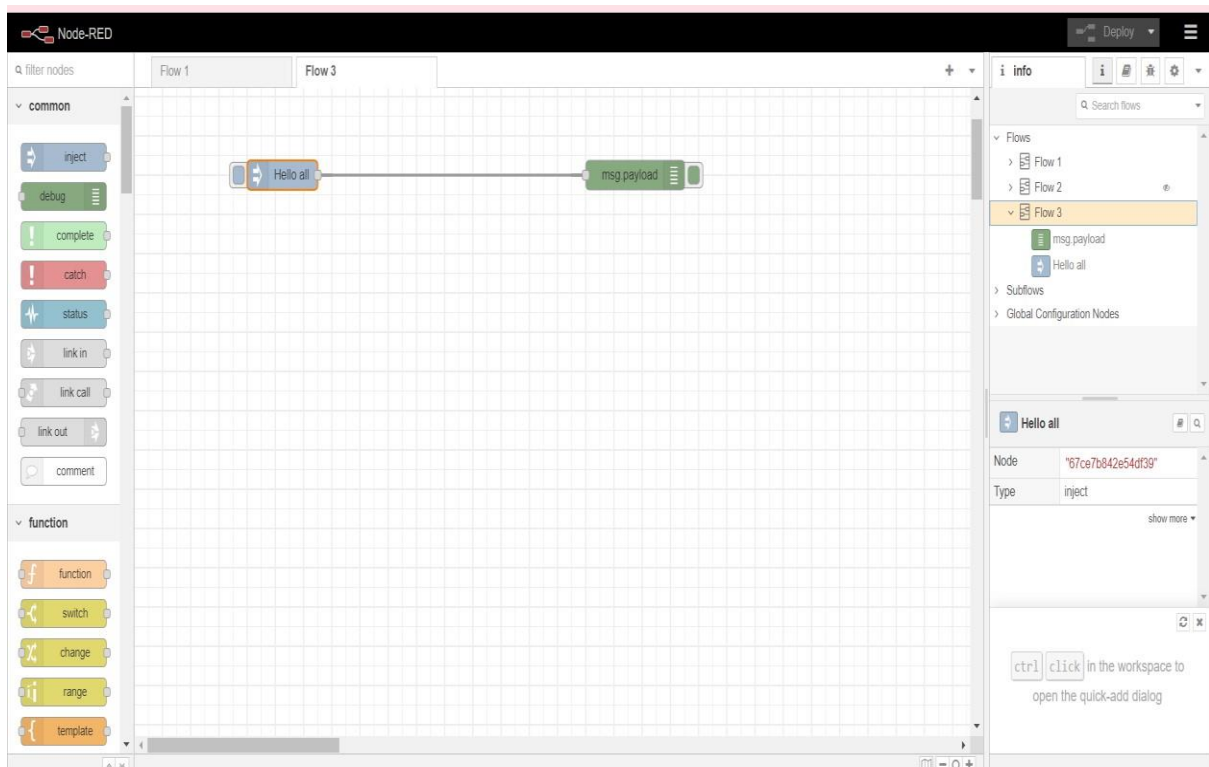 Node-RED
Deploy
filter nodes
Flow 1
Flow 3
i info
i
Search flows
common
inject
debug
complete
catch
status
link in
link call
link out
comment
function
function
switch
change
range
template
Hello all
msg.payload
Flows
Flow 1
Flow 2
Flow 3
msg.payload
Hello all
Subflows
Global Configuration Nodes
Hello all
Node "67ce7b842e54df39"
Type inject
show more
ctrl click in the workspace to
open the quick-add dialog